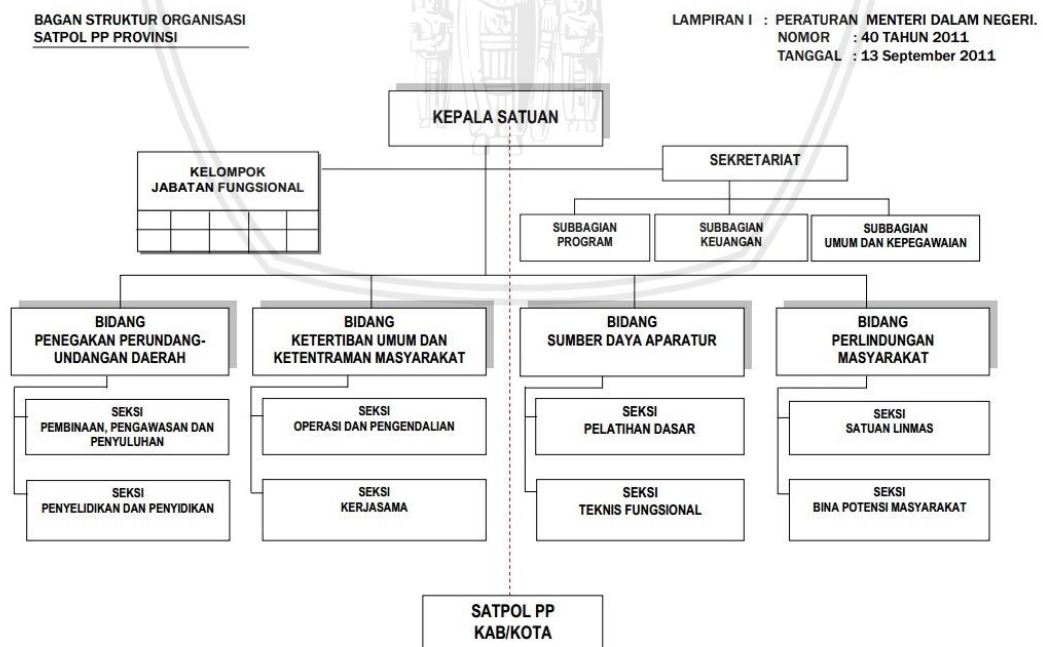 BAGAN STRUKTUR ORGANISASI
SATPOL PP PROVINSI
LAMPIRAN I : PERATURAN MENTERI DALAM NEGERI.
NOMOR : 40 TAHUN 2011
TANGGAL : 13 September 2011
KEPALA SATUAN
KELOMPOK
JABATAN FUNGSIONAL
SEKRETARIAT
SUBBAGIAN
PROGRAM
SUBBAGIAN
KEUANGAN
SUBBAGIAN
UMUM DAN KEPEGAWAIAN
BIDANG
PENEGAKAN PERUNDANG-
UNDANGAN DAERAH
BIDANG
KETERTIBAN UMUM DAN
KETENTRAMAN MASYARAKAT
BIDANG
SUMBER DAYA APARATUR
BIDANG
PERLINDUNGAN
MASYARAKAT
SEKSI
PEMBINAAN, PENGAWASAN DAN
PENYULUHAN
SEKSI
OPERASI DAN PENGENDALIAN
SEKSI
PELATIHAN DASAR
SEKSI
SATUAN LINMAS
SEKSI
PENYELIDIKAN DAN PENYIDIKAN
SEKSI
KERJASAMA
SEKSI
TEKNIS FUNGSIONAL
SEKSI
BINA POTENSI MASYARAKAT
SATPOL PP
KAB/KOTA